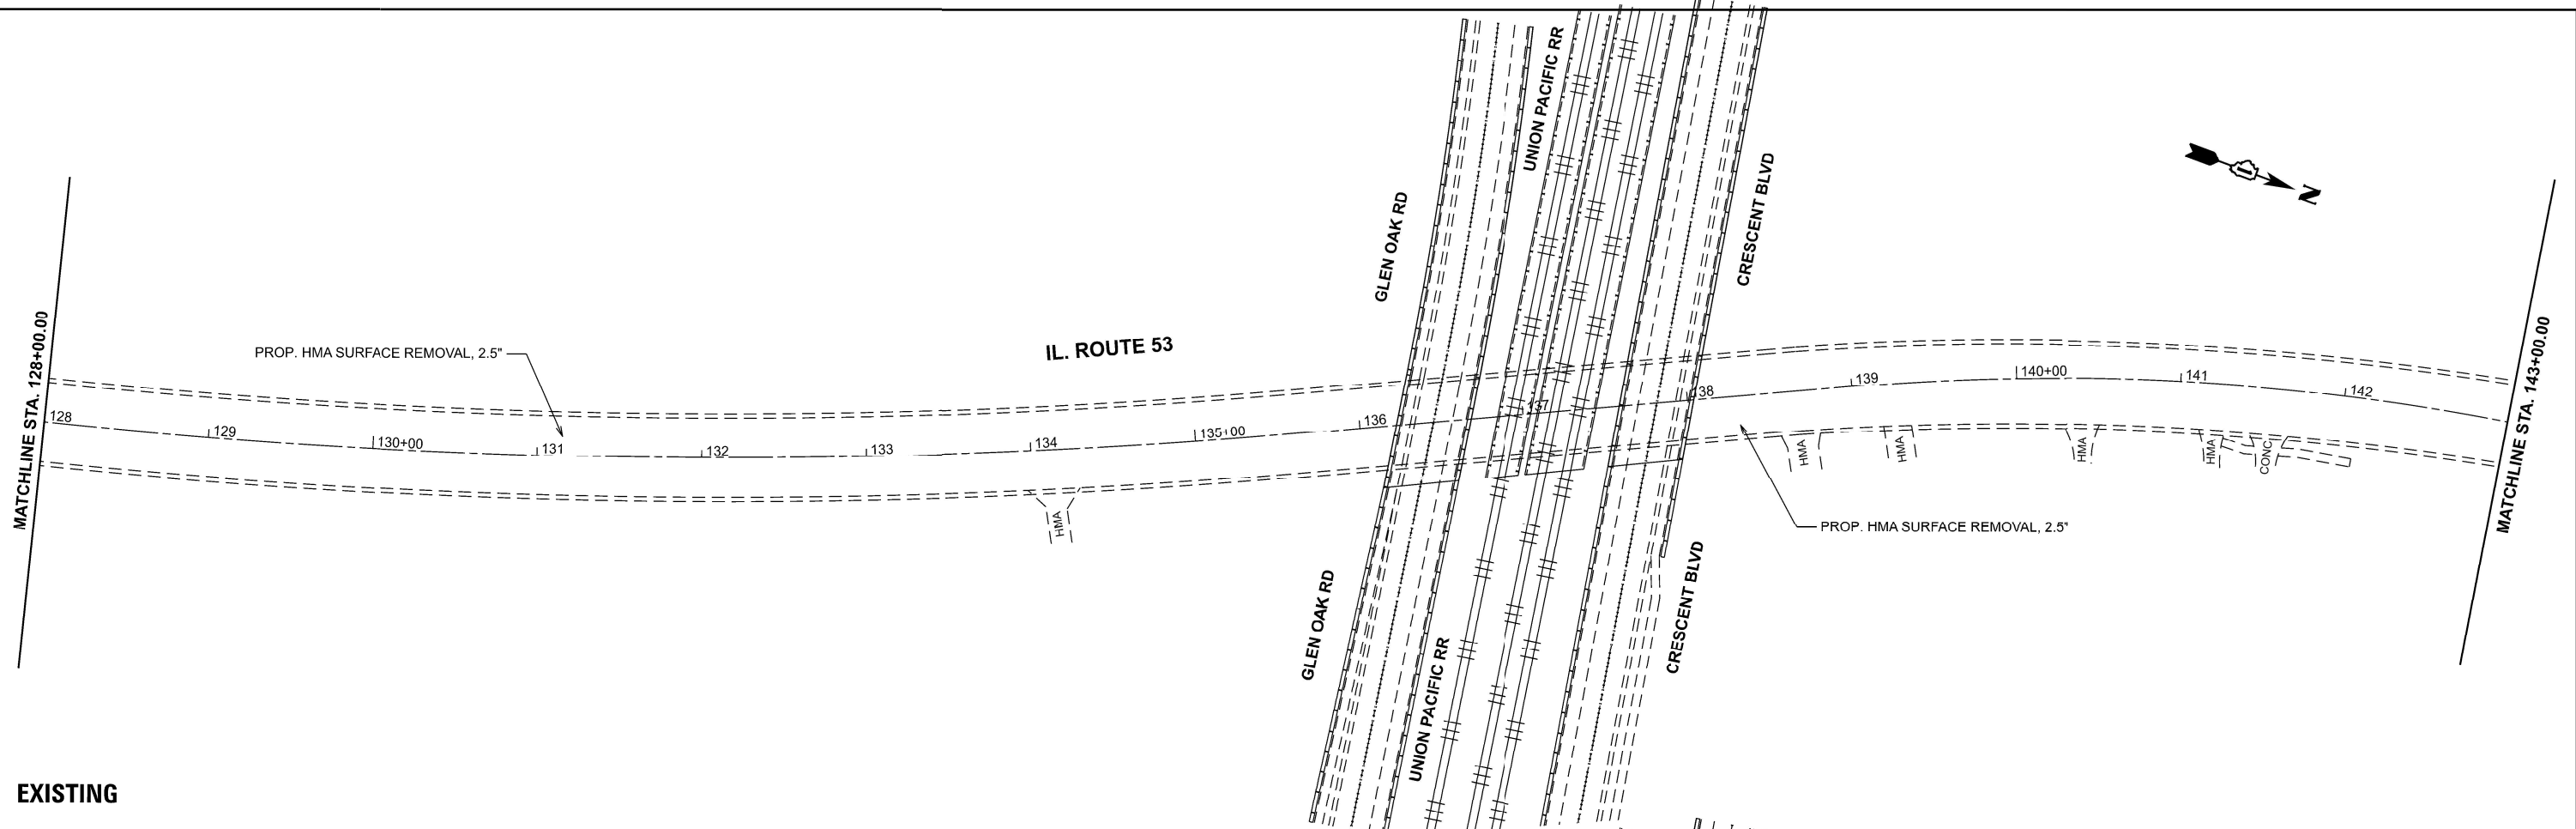 UNION PACIFIC RR
GLEN OAK RD
CRESCENT BLVD
N
MATCHLINE STA. 128+00.00
PROP. HMA SURFACE REMOVAL, 2.5"
IL. ROUTE 53
MATCHLINE STA. 143+00.00
128
129
130+00
131
132
133
134
135+00
136
137
138
139
140+00
141
142
HMA
HMA
HMA
HMA
HMA
CONC
PROP. HMA SURFACE REMOVAL, 2.5"
GLEN OAK RD
UNION PACIFIC RR
CRESCENT BLVD
EXISTING